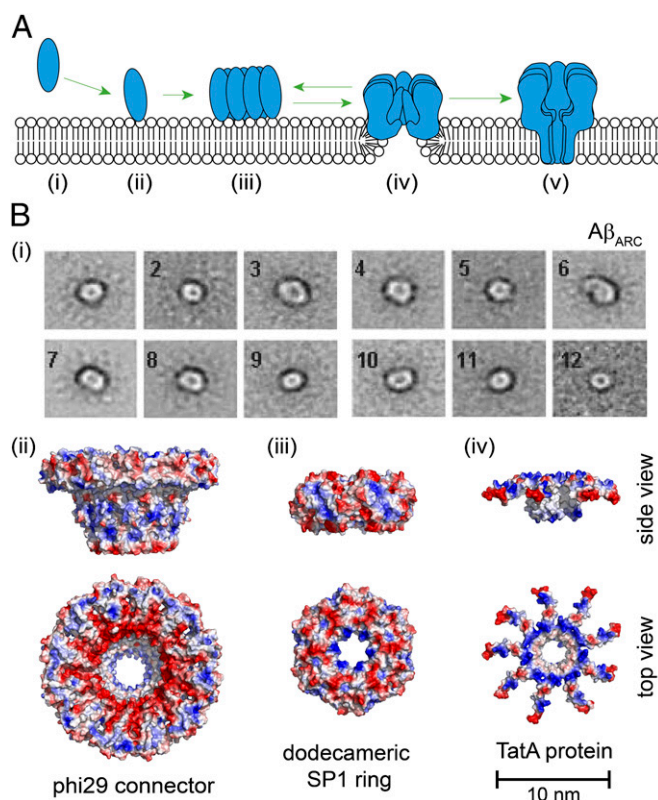 A
(i)
(ii)
(iii)
(iv)
(v)
B
(i)
Aβ_ARC
2
3
4
5
6
7
8
9
10
11
12
(ii)
(iii)
(iv)
side view
top view
phi29 connector
dodecameric
SP1 ring
TatA protein
10 nm